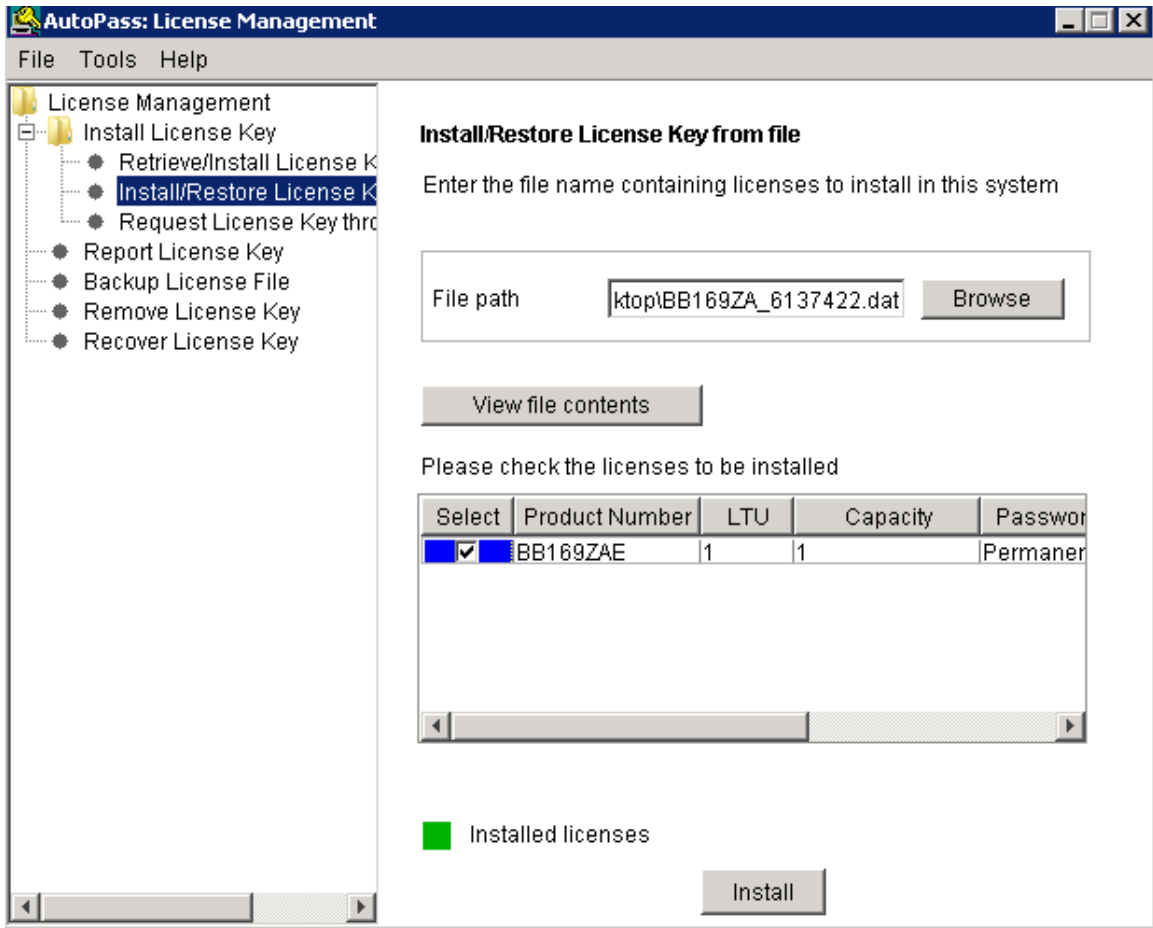 AutoPass: License Management
File Tools Help
License Management
Install License Key
Retrieve/Install License K
Install/Restore License K
Request License Key thro
Report License Key
Backup License File
Remove License Key
Recover License Key
Install/Restore License Key from file
Enter the file name containing licenses to install in this system
File path ktop\BB169ZA_6137422.dat Browse
View file contents
Please check the licenses to be installed
Select Product Number LTU Capacity Passwor
BB169ZAE 1 1 Permaner
Installed licenses
Install